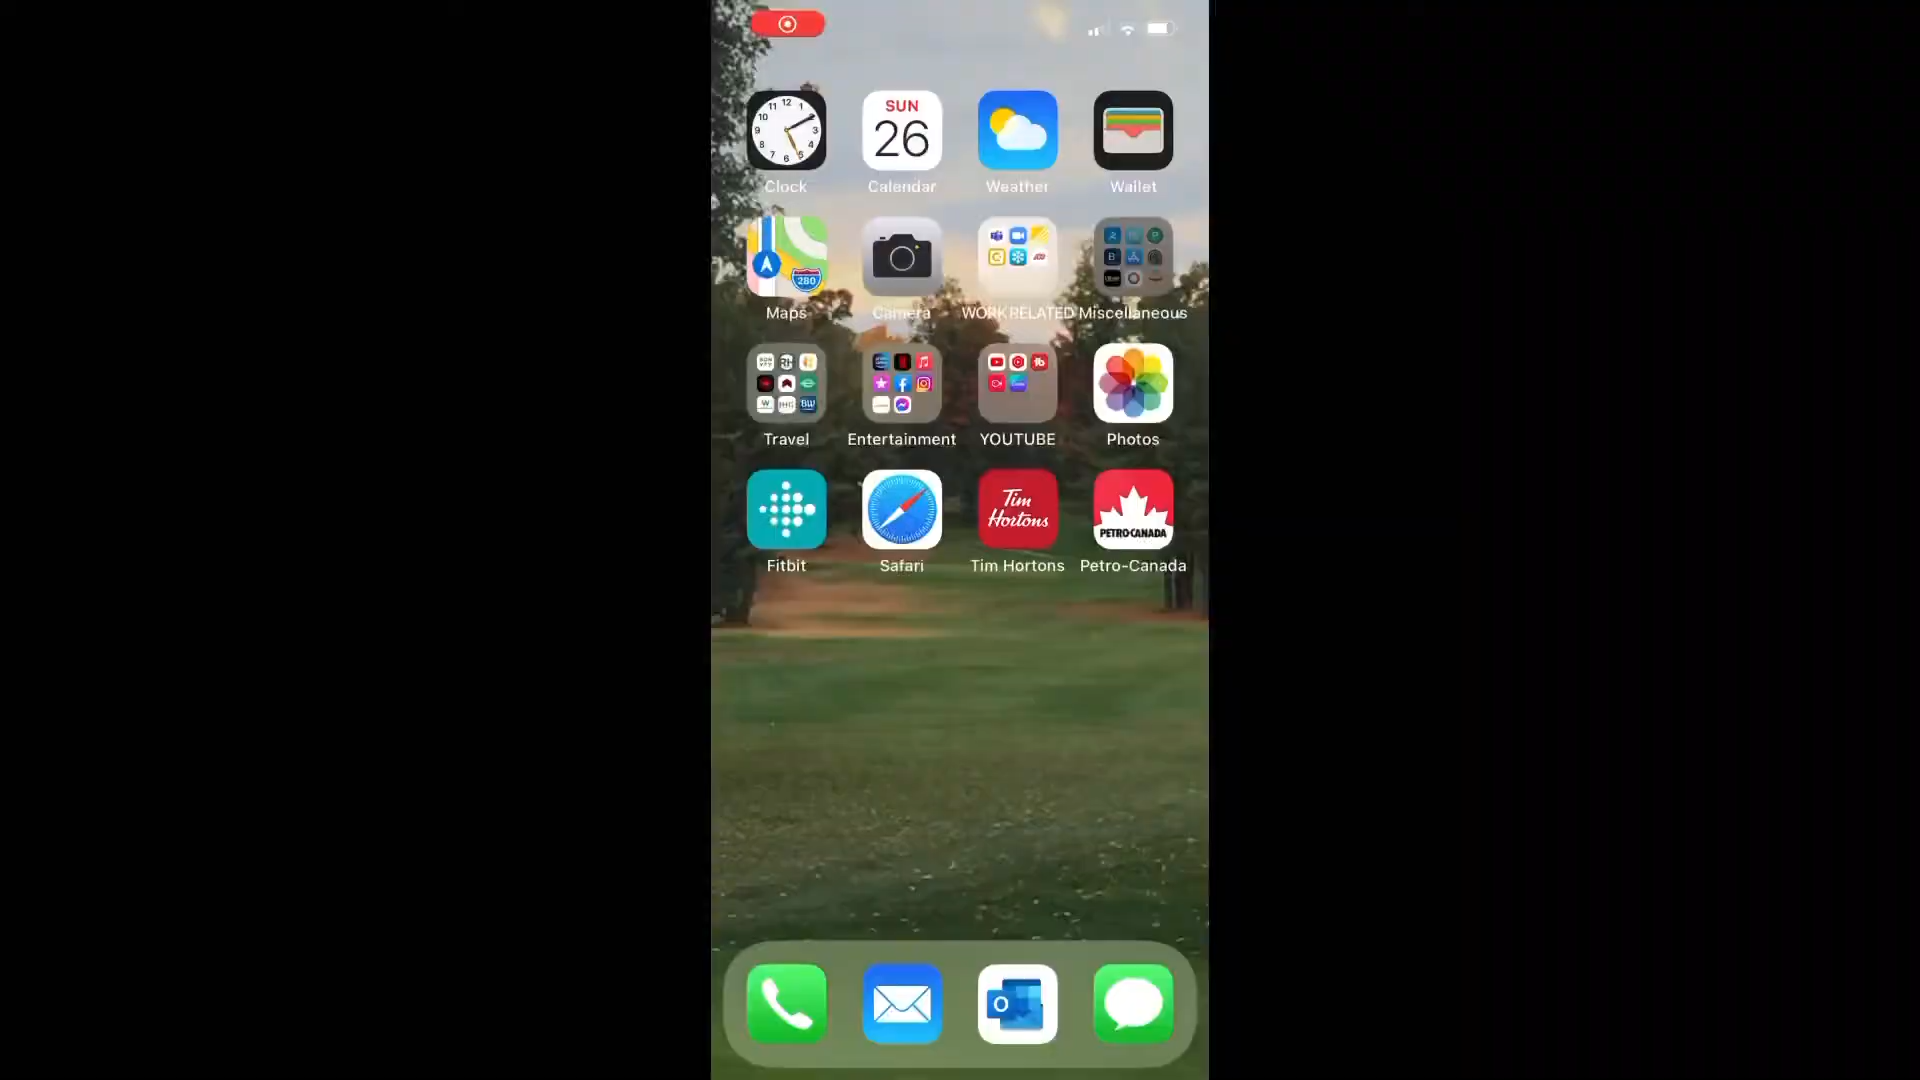 SUN
26
Clock
Calendar
Weather
Wallet
280
Maps
Camera
WORK RELATED
Miscellaneous
Travel
Entertainment
YOUTUBE
Photos
Tim
Hortons
PETRO-CANADA
Fitbit
Safari
Tim Hortons
Petro-Canada
O